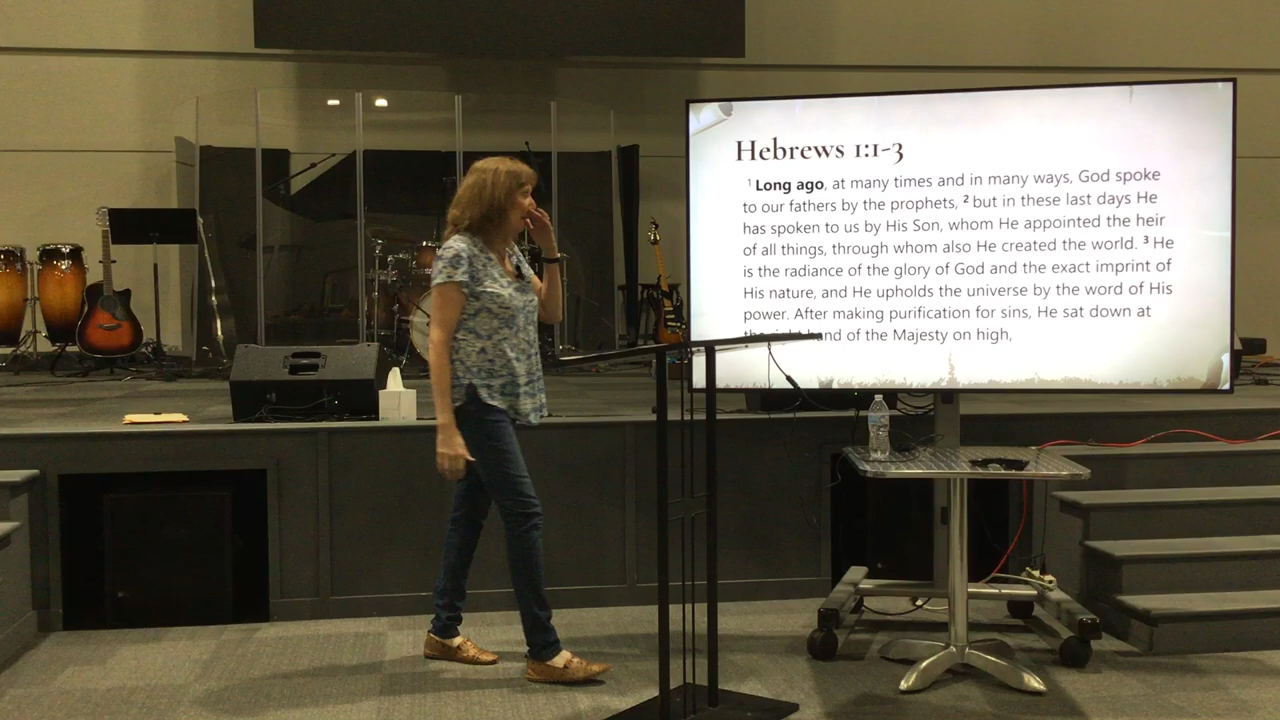 Hebrews 1:1-3
1 Long ago, at many times and in many ways, God spoke
to our fathers by the prophets, 2 but in these last days He
has spoken to us by His Son, whom He appointed the heir
of all things, through whom also He created the world. 3 He
is the radiance of the glory of God and the exact imprint of
His nature, and He upholds the universe by the word of His
power. After making purification for sins, He sat down at
the right hand of the Majesty on high,